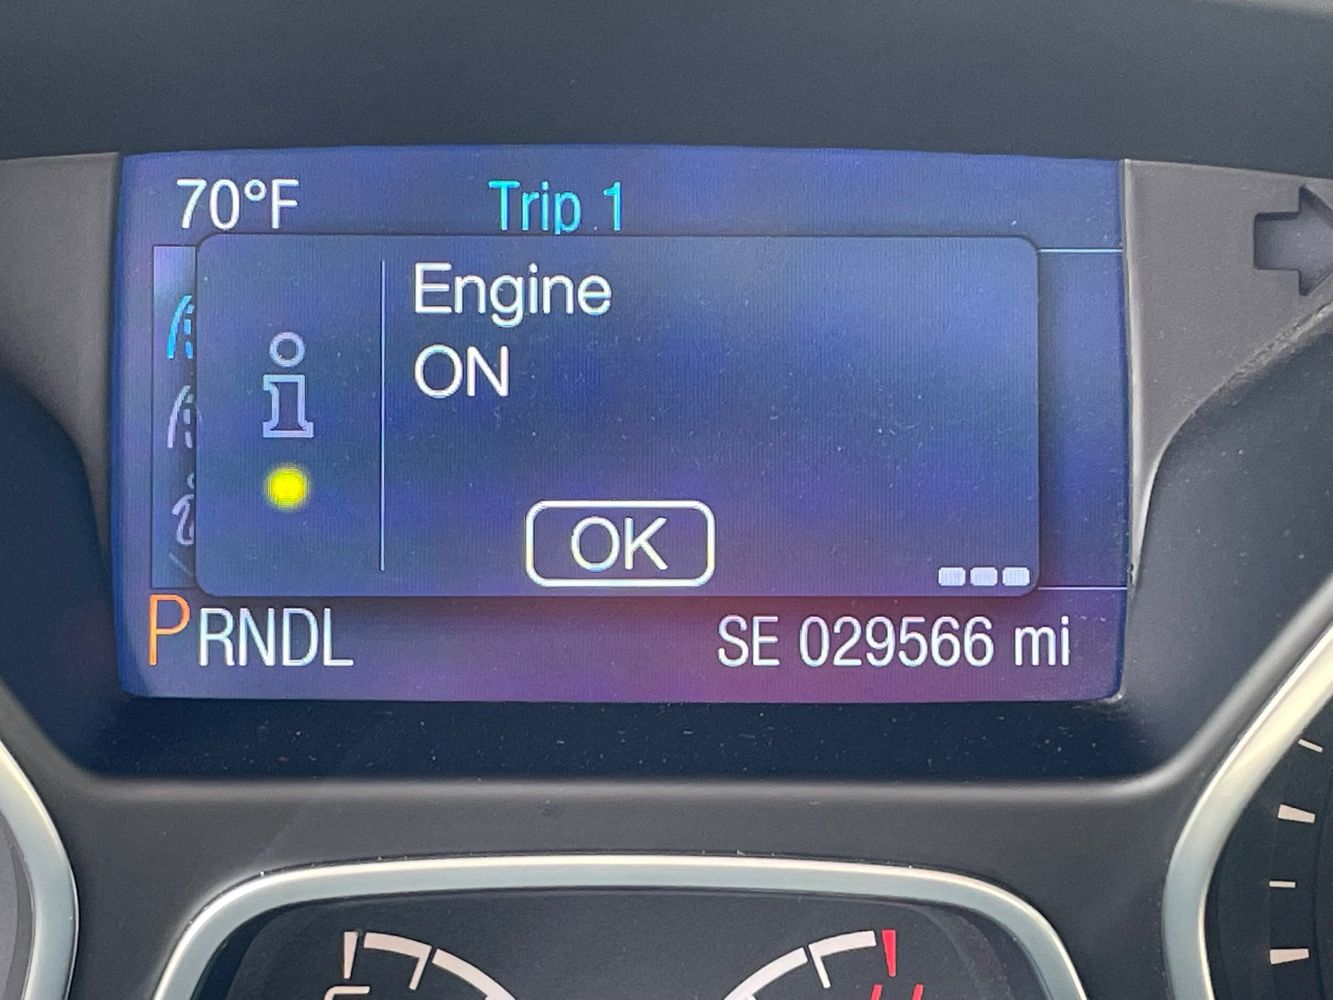 70°F Trip 1
Engine
ON
OK
PRNDL SE 029566 mi